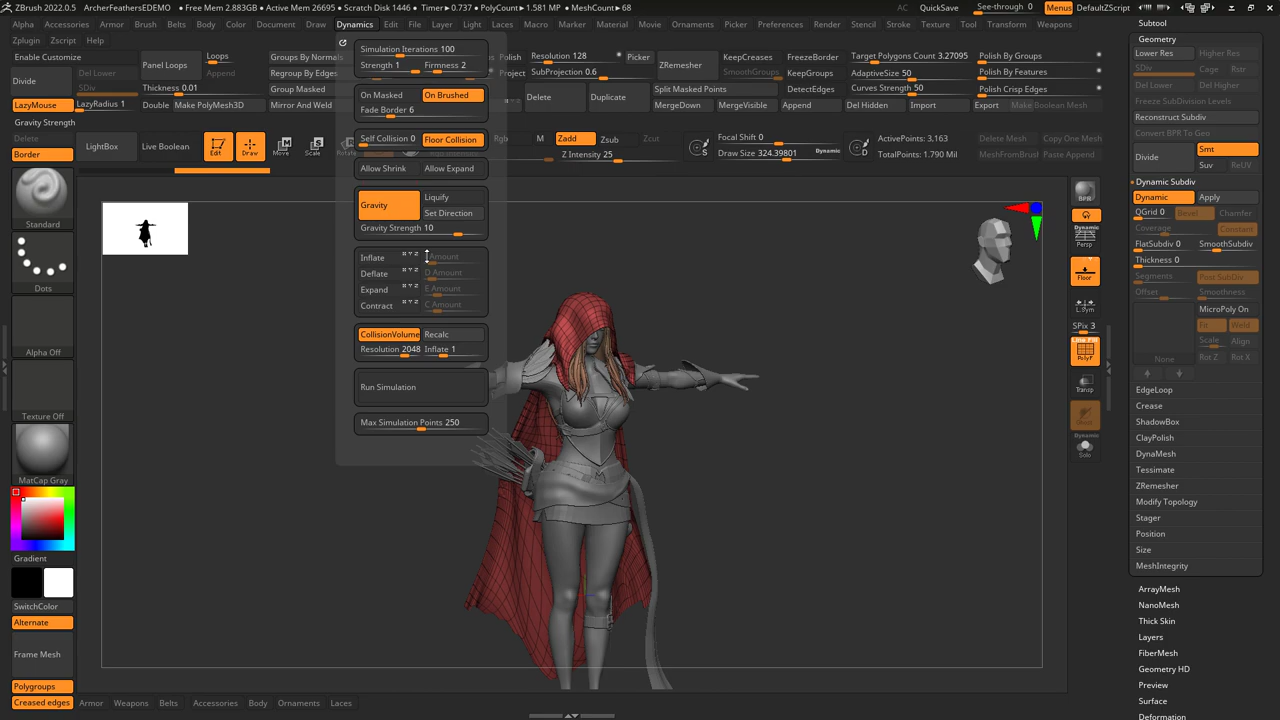 ZBrush 2022.0.5 ArcherFeathersEDEMO • Free Mem 2.883GB • Active Mem 26695 • Scratch Disk 1446 • Timer▸0.737 • PolyCount▸1.581 MP • MeshCount▸68 AC QuickSave See-through 0 Menus DefaultZScript
Alpha Accessories Armor Brush Belts Body Color Document Draw Dynamics Edit File Layer Light Laces Macro Marker Material Movie Ornaments Picker Preferences Render Stencil Stroke Texture Tool Transform Weapons
Zplugin Zscript Help
Enable Customize
Divide
Del Lower
Del Higher
Panel Loops
Loops
Append
Thickness 0.01
Groups By Normals
Regroup By Edges
Group Masked
LazyMouse LazyRadius 1 Double Make PolyMesh3D Mirror And Weld
Polish Resolution 128 Picker
Project SubProjection 0.6
Delete Duplicate
ZRemesher
KeepCreases FreezeBorder
SmoothGroups KeepGroups
Split Masked Points DetectEdges
MergeDown MergeVisible Append Del Hidden Import Export Make Boolean Mesh
Target Polygons Count 3.27095
AdaptiveSize 50
Curves Strength 50
Polish By Groups
Polish By Features
Polish Crisp Edges
Gravity Strength
Delete
Border
LightBox Live Boolean Edit Draw Move Scale Rotate
Rgb M Zadd Zsub Zcut
Z Intensity 25
Focal Shift 0
Draw Size 324.39801 Dynamic
S
D
ActivePoints: 3,163
TotalPoints: 1.790 Mil
Delete Mesh Append Mesh
MeshFromBrush
Simulation Iterations 100
Strength 1 Firmness 2
On Masked On Brushed
Fade Border 6
Self Collision 0 Floor Collision
Allow Shrink Allow Expand
Gravity Liquify
Set Direction
Gravity Strength 10
Inflate Amount
Deflate D Amount
Expand E Amount
Contract C Amount
CollisionVolume Recalc
Resolution 2048 Inflate 1
Run Simulation
Max Simulation Points 250
Standard
Dots
Alpha Off
Texture Off
MatCap Gray
Gradient
SwitchColor
Alternate
Frame Mesh
Polygroups
Creased edges Armor Weapons Belts Accessories Body Ornaments Laces
BPR
Dynamic
Persp
Floor
L.Sym
SPix 3
Line Fill
PolyF
Transp
Dynamic
Solo
Subtool
Geometry
Lower Res Higher Res
SDiv Cage Rstr
Del Lower Del Higher
Freeze SubDivision Levels
Reconstruct Subdiv
Convert BPR To Geo
Divide Smt
Suv ReUV
Dynamic Subdiv
Dynamic Apply
QGrid 0 Bevel Chamfer
Coverage Constant
FlatSubdiv 0 SmoothSubdiv
Thickness 0
Segments Post SubDiv
Offset Smoothness
MicroPoly On
Fit Weld
Scale Align
None Rot Z Rot X
EdgeLoop
Crease
ShadowBox
ClayPolish
DynaMesh
Tessimate
ZRemesher
Modify Topology
Stager
Position
Size
MeshIntegrity
ArrayMesh
NanoMesh
Thick Skin
Layers
FiberMesh
Geometry HD
Preview
Surface
Deformation